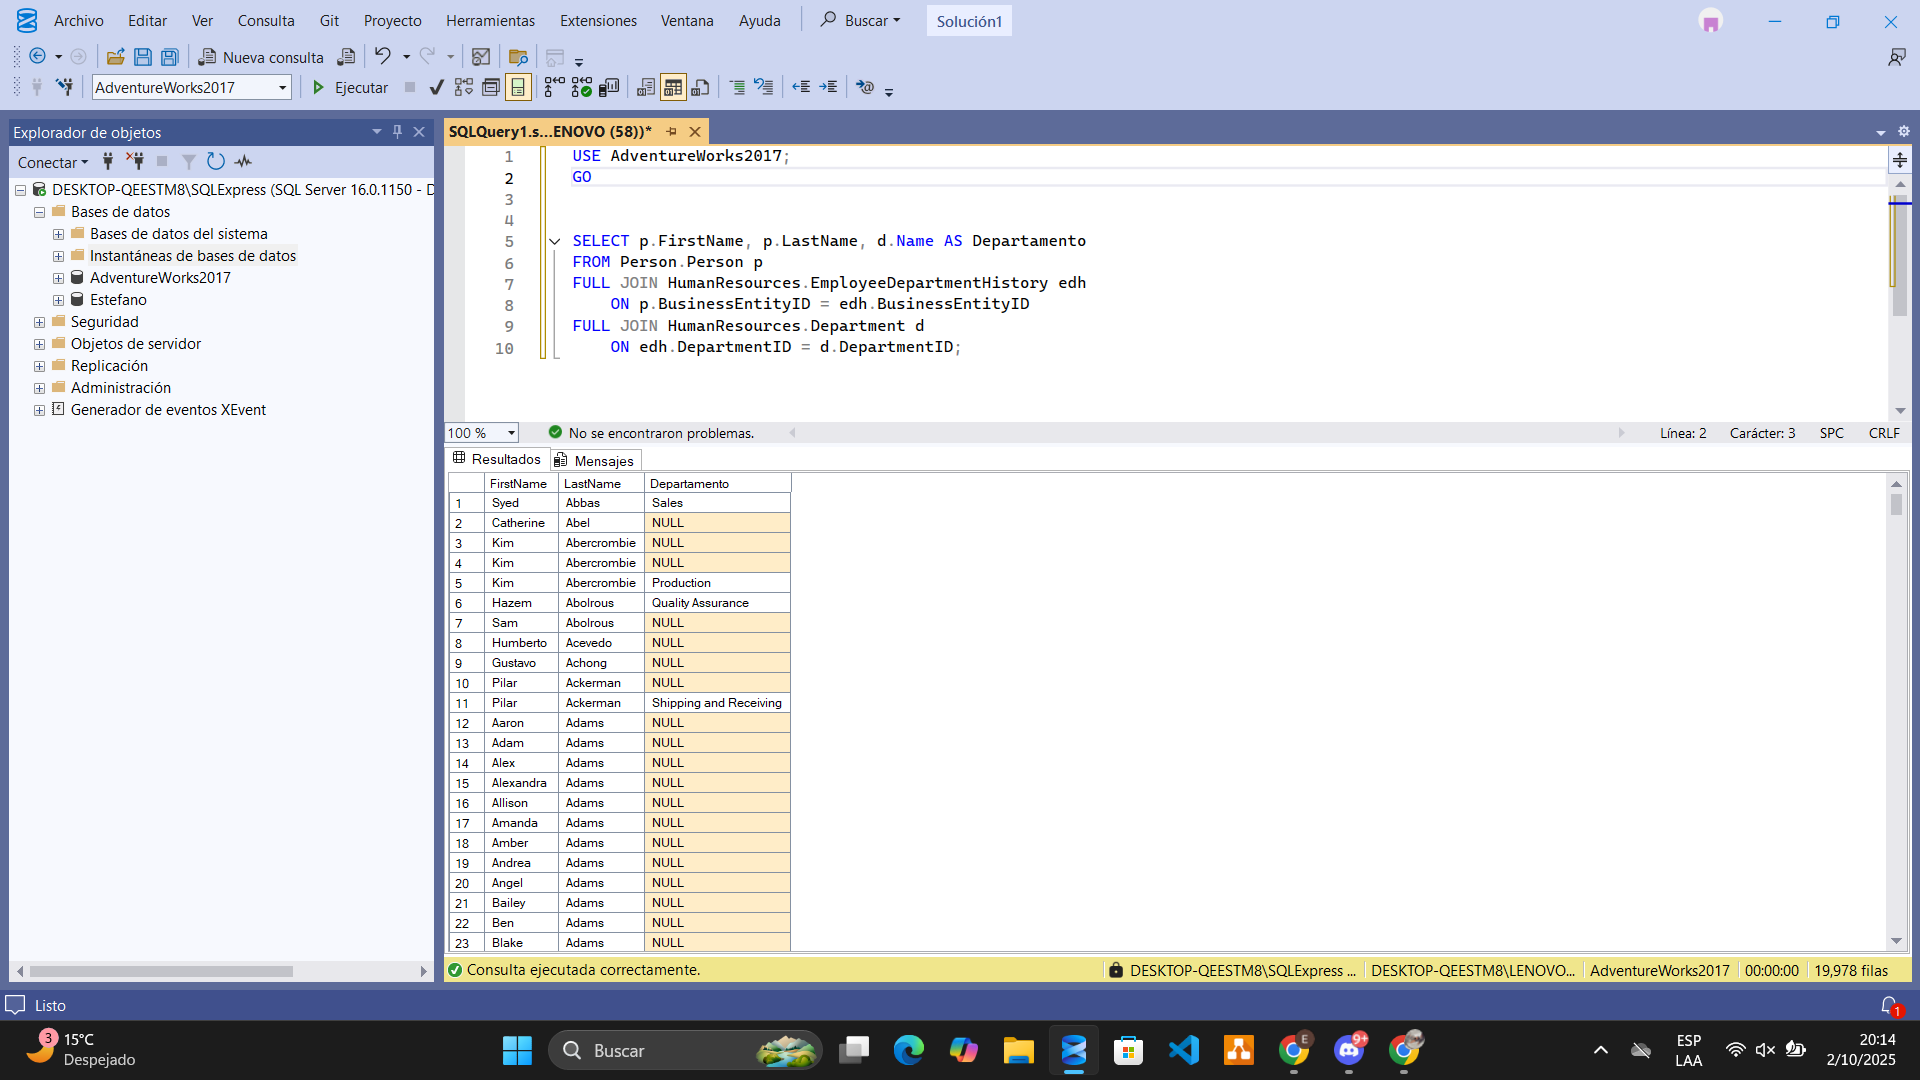 Archivo Editar Ver Consulta Git Proyecto Herramientas Extensiones Ventana Ayuda Buscar Solución1
Nueva consulta
AdventureWorks2017 Ejecutar
Explorador de objetos
Conectar
DESKTOP-QEESTM8\SQLExpress (SQL Server 16.0.1150 - D
Bases de datos
Bases de datos del sistema
Instantáneas de bases de datos
AdventureWorks2017
Estefano
Seguridad
Objetos de servidor
Replicación
Administración
Generador de eventos XEvent
SQLQuery1.s...ENOVO (58))*
1 USE AdventureWorks2017;
2 GO
3
4
5 SELECT p.FirstName, p.LastName, d.Name AS Departamento
6 FROM Person.Person p
7 FULL JOIN HumanResources.EmployeeDepartmentHistory edh
8 ON p.BusinessEntityID = edh.BusinessEntityID
9 FULL JOIN HumanResources.Department d
10 ON edh.DepartmentID = d.DepartmentID;
100 % No se encontraron problemas. Línea: 2 Carácter: 3 SPC CRLF
Resultados Mensajes
FirstName LastName Departamento
1 Syed Abbas Sales
2 Catherine Abel NULL
3 Kim Abercrombie NULL
4 Kim Abercrombie NULL
5 Kim Abercrombie Production
6 Hazem Abolrous Quality Assurance
7 Sam Abolrous NULL
8 Humberto Acevedo NULL
9 Gustavo Achong NULL
10 Pilar Ackerman NULL
11 Pilar Ackerman Shipping and Receiving
12 Aaron Adams NULL
13 Adam Adams NULL
14 Alex Adams NULL
15 Alexandra Adams NULL
16 Allison Adams NULL
17 Amanda Adams NULL
18 Amber Adams NULL
19 Andrea Adams NULL
20 Angel Adams NULL
21 Bailey Adams NULL
22 Ben Adams NULL
23 Blake Adams NULL
Consulta ejecutada correctamente. DESKTOP-QEESTM8\SQLExpress ... DESKTOP-QEESTM8\LENOVO... AdventureWorks2017 00:00:00 19,978 filas
Listo 1
3 15°C
Despejado
Buscar
E 9+
ESP
LAA
20:14
2/10/2025